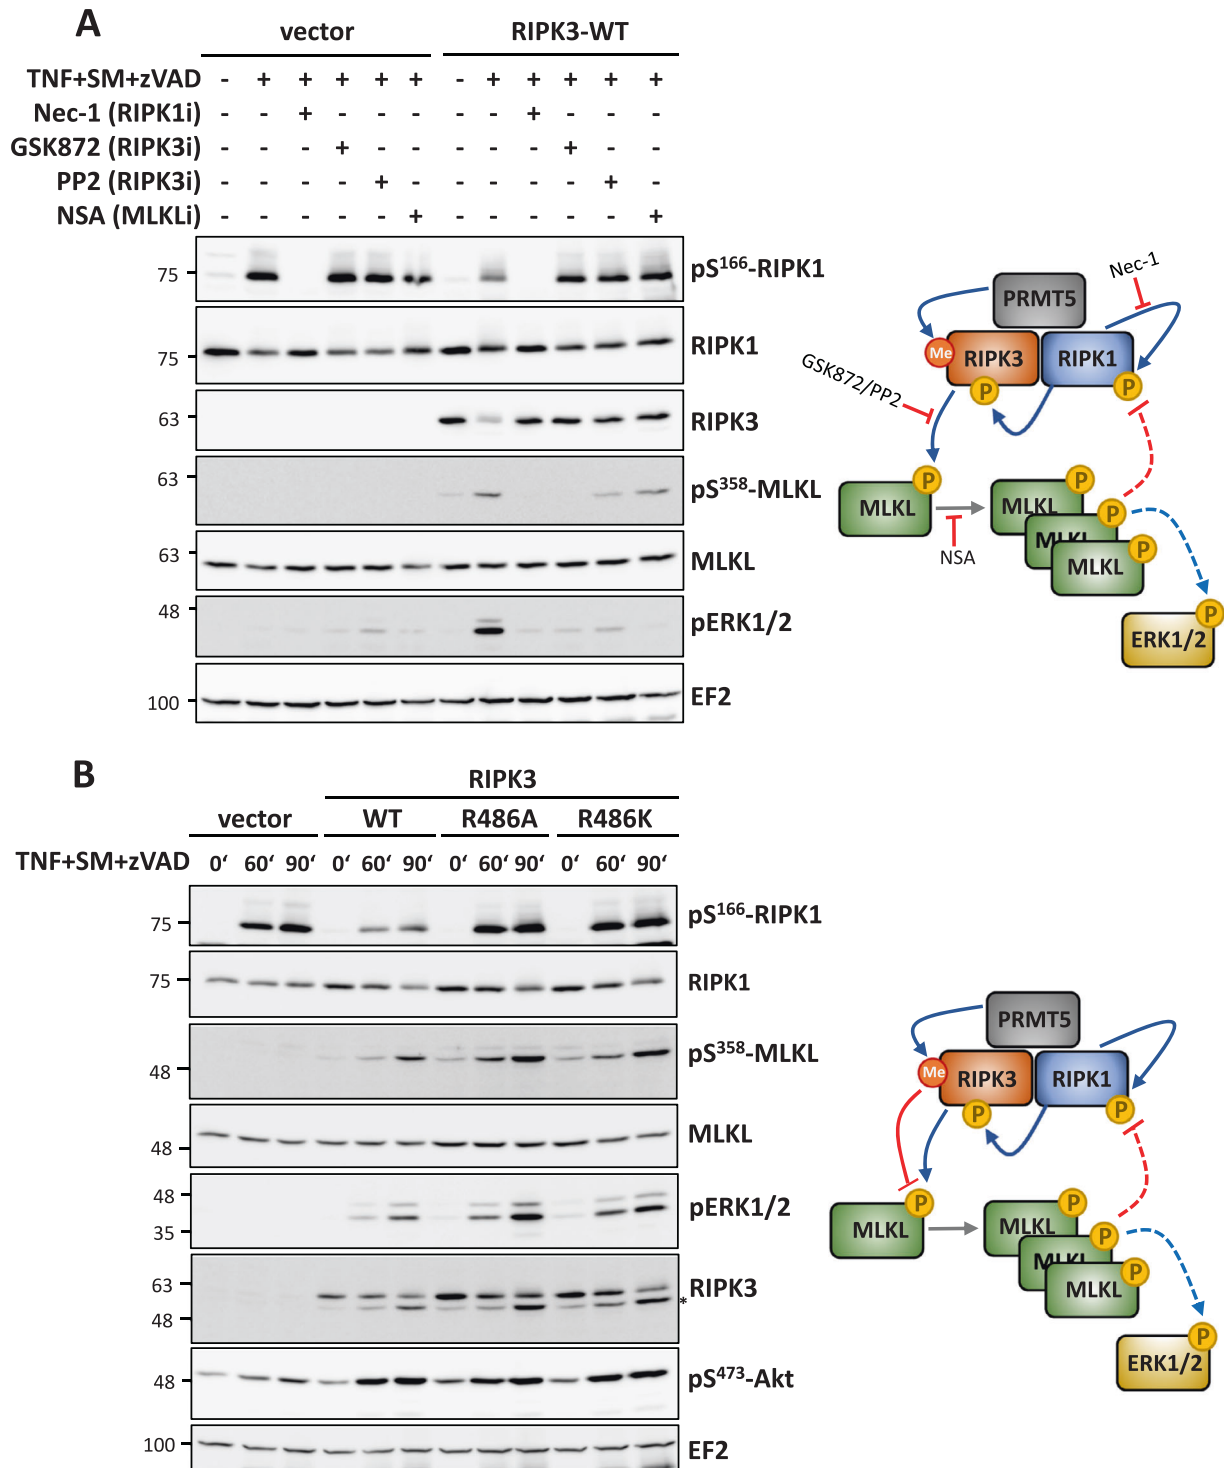 A
vector RIPK3-WT
TNF+SM+zVAD - + + + + + - + + + + +
Nec-1 (RIPK1i) - - + - - - - - + - - -
GSK872 (RIPK3i) - - - + - - - - - + - -
PP2 (RIPK3i) - - - - + - - - - - + -
NSA (MLKLi) - - - - - + - - - - - +
75 pS166-RIPK1
75 RIPK1
63 RIPK3
63 pS358-MLKL
63 MLKL
48 pERK1/2
100 EF2
Nec-1
PRMT5
Me RIPK3 RIPK1
P P
GSK872/PP2
P P
MLKL MLKL
P
MLKL
P
MLKL
NSA
P
ERK1/2
B
RIPK3
vector WT R486A R486K
TNF+SM+zVAD 0‘ 60‘ 90‘ 0‘ 60‘ 90‘ 0‘ 60‘ 90‘ 0‘ 60‘ 90‘
75 pS166-RIPK1
75 RIPK1
48 pS358-MLKL
48 MLKL
48 pERK1/2
35
63 RIPK3
*
48
48 pS473-Akt
100 EF2
PRMT5
Me RIPK3 RIPK1
P P
P P
MLKL MLKL
P
MLKL
P
MLKL
P
ERK1/2